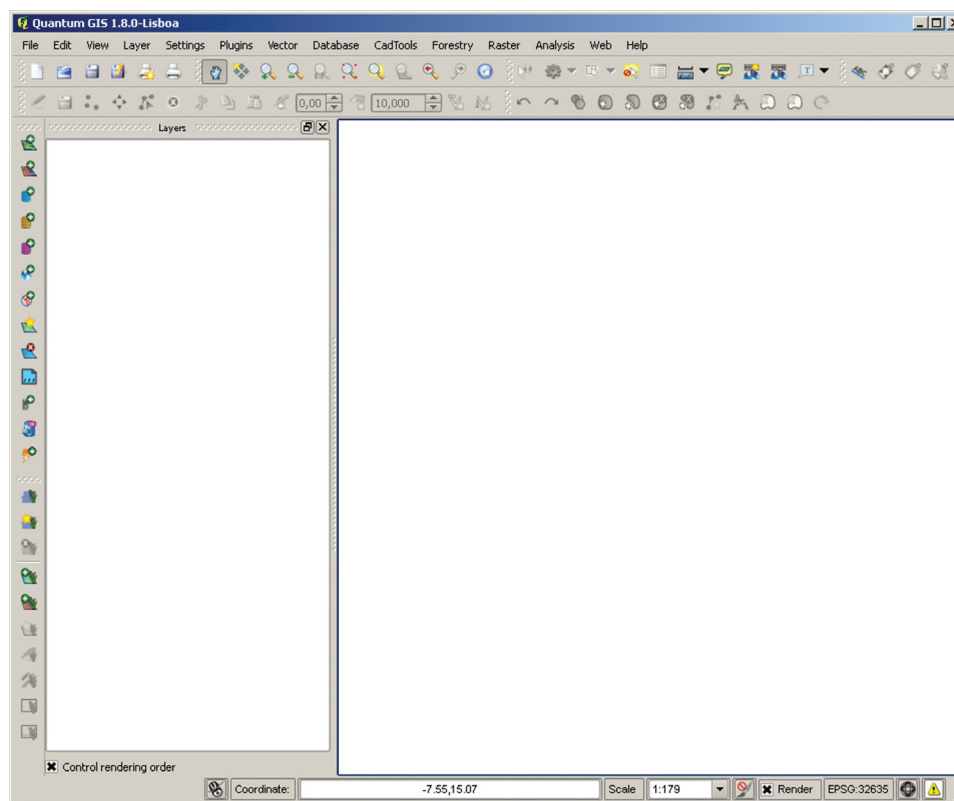 Quantum GIS 1.8.0-Lisboa
File Edit View Layer Settings Plugins Vector Database CadTools Forestry Raster Analysis Web Help
0,00 10,000
Layers
Control rendering order
Coordinate: -7.55,15.07 Scale 1:179 Render EPSG:32635